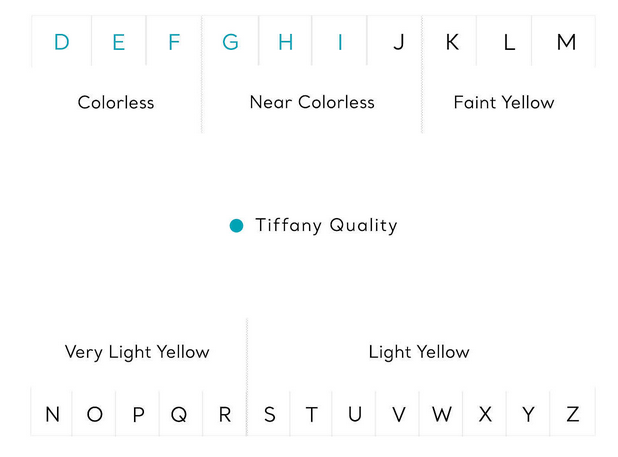 D E F G H I J K L M
Colorless Near Colorless Faint Yellow
Tiffany Quality
Very Light Yellow Light Yellow
N O P Q R S T U V W X Y Z